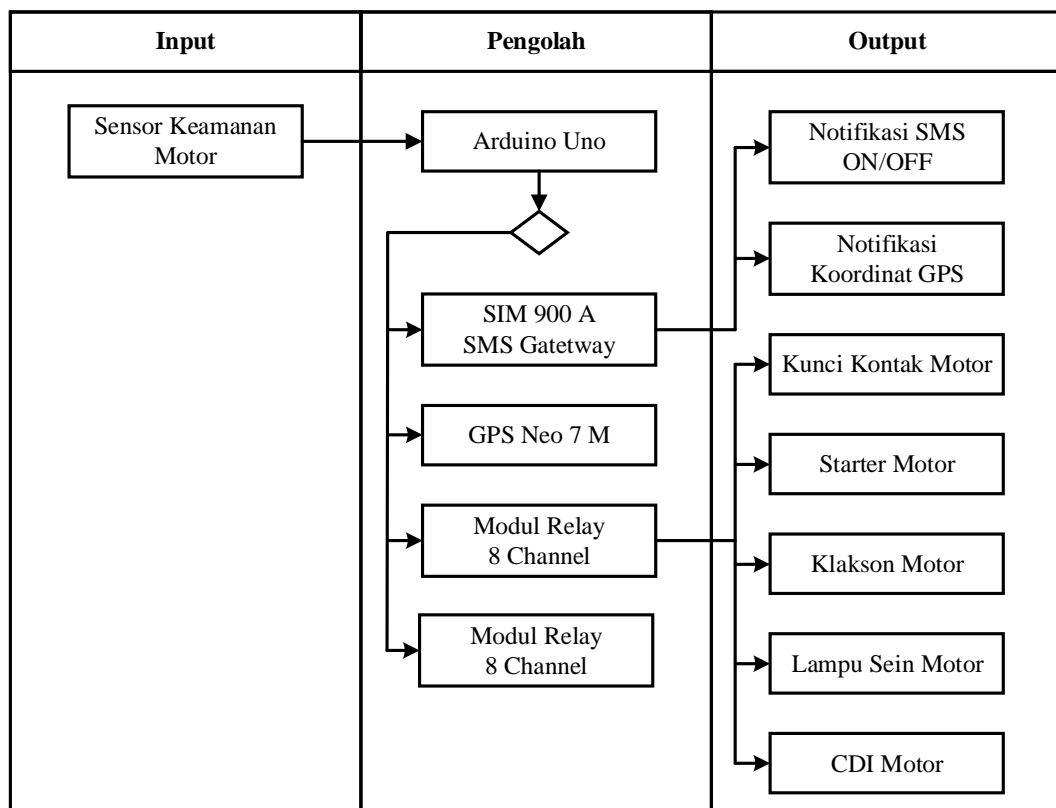 Input
Pengolah
Output
Sensor Keamanan
Motor
Arduino Uno
SIM 900 A
SMS Gatetway
GPS Neo 7 M
Modul Relay
8 Channel
Modul Relay
8 Channel
Notifikasi SMS
ON/OFF
Notifikasi
Koordinat GPS
Kunci Kontak Motor
Starter Motor
Klakson Motor
Lampu Sein Motor
CDI Motor